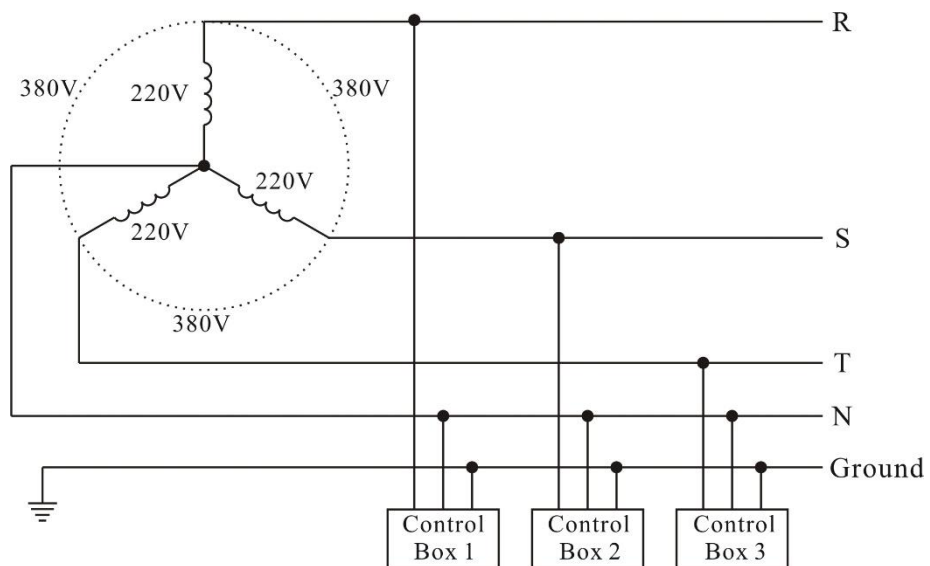 R
380V
220V
380V
220V
220V
S
380V
T
N
Ground
Control
Box 1
Control
Box 2
Control
Box 3